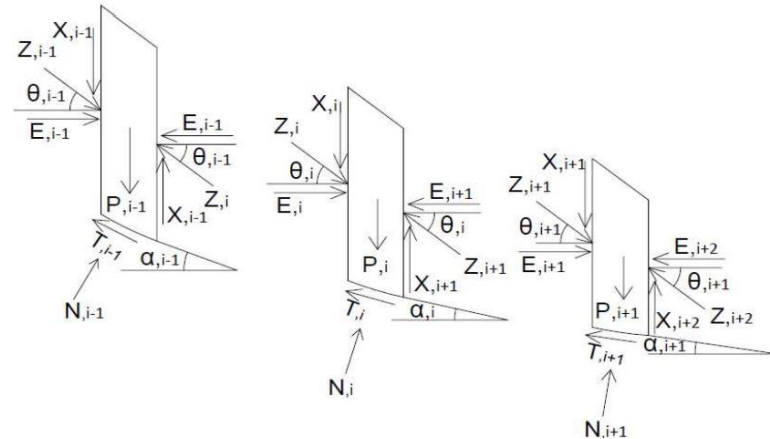 X,i-1
Z,i-1
θ,i-1
E,i-1
E,i-1
θ,i-1
Z,i
P,i-1
X,i-1
T,i-1
α,i-1
N,i-1
X,i
Z,i
θ,i
E,i
E,i+1
θ,i
Z,i+1
P,i
X,i+1
T,i
α,i
N,i
X,i+1
Z,i+1
θ,i+1
E,i+1
E,i+2
θ,i+1
P,i+1
X,i+2
Z,i+2
T,i+1
α,i+1
N,i+1